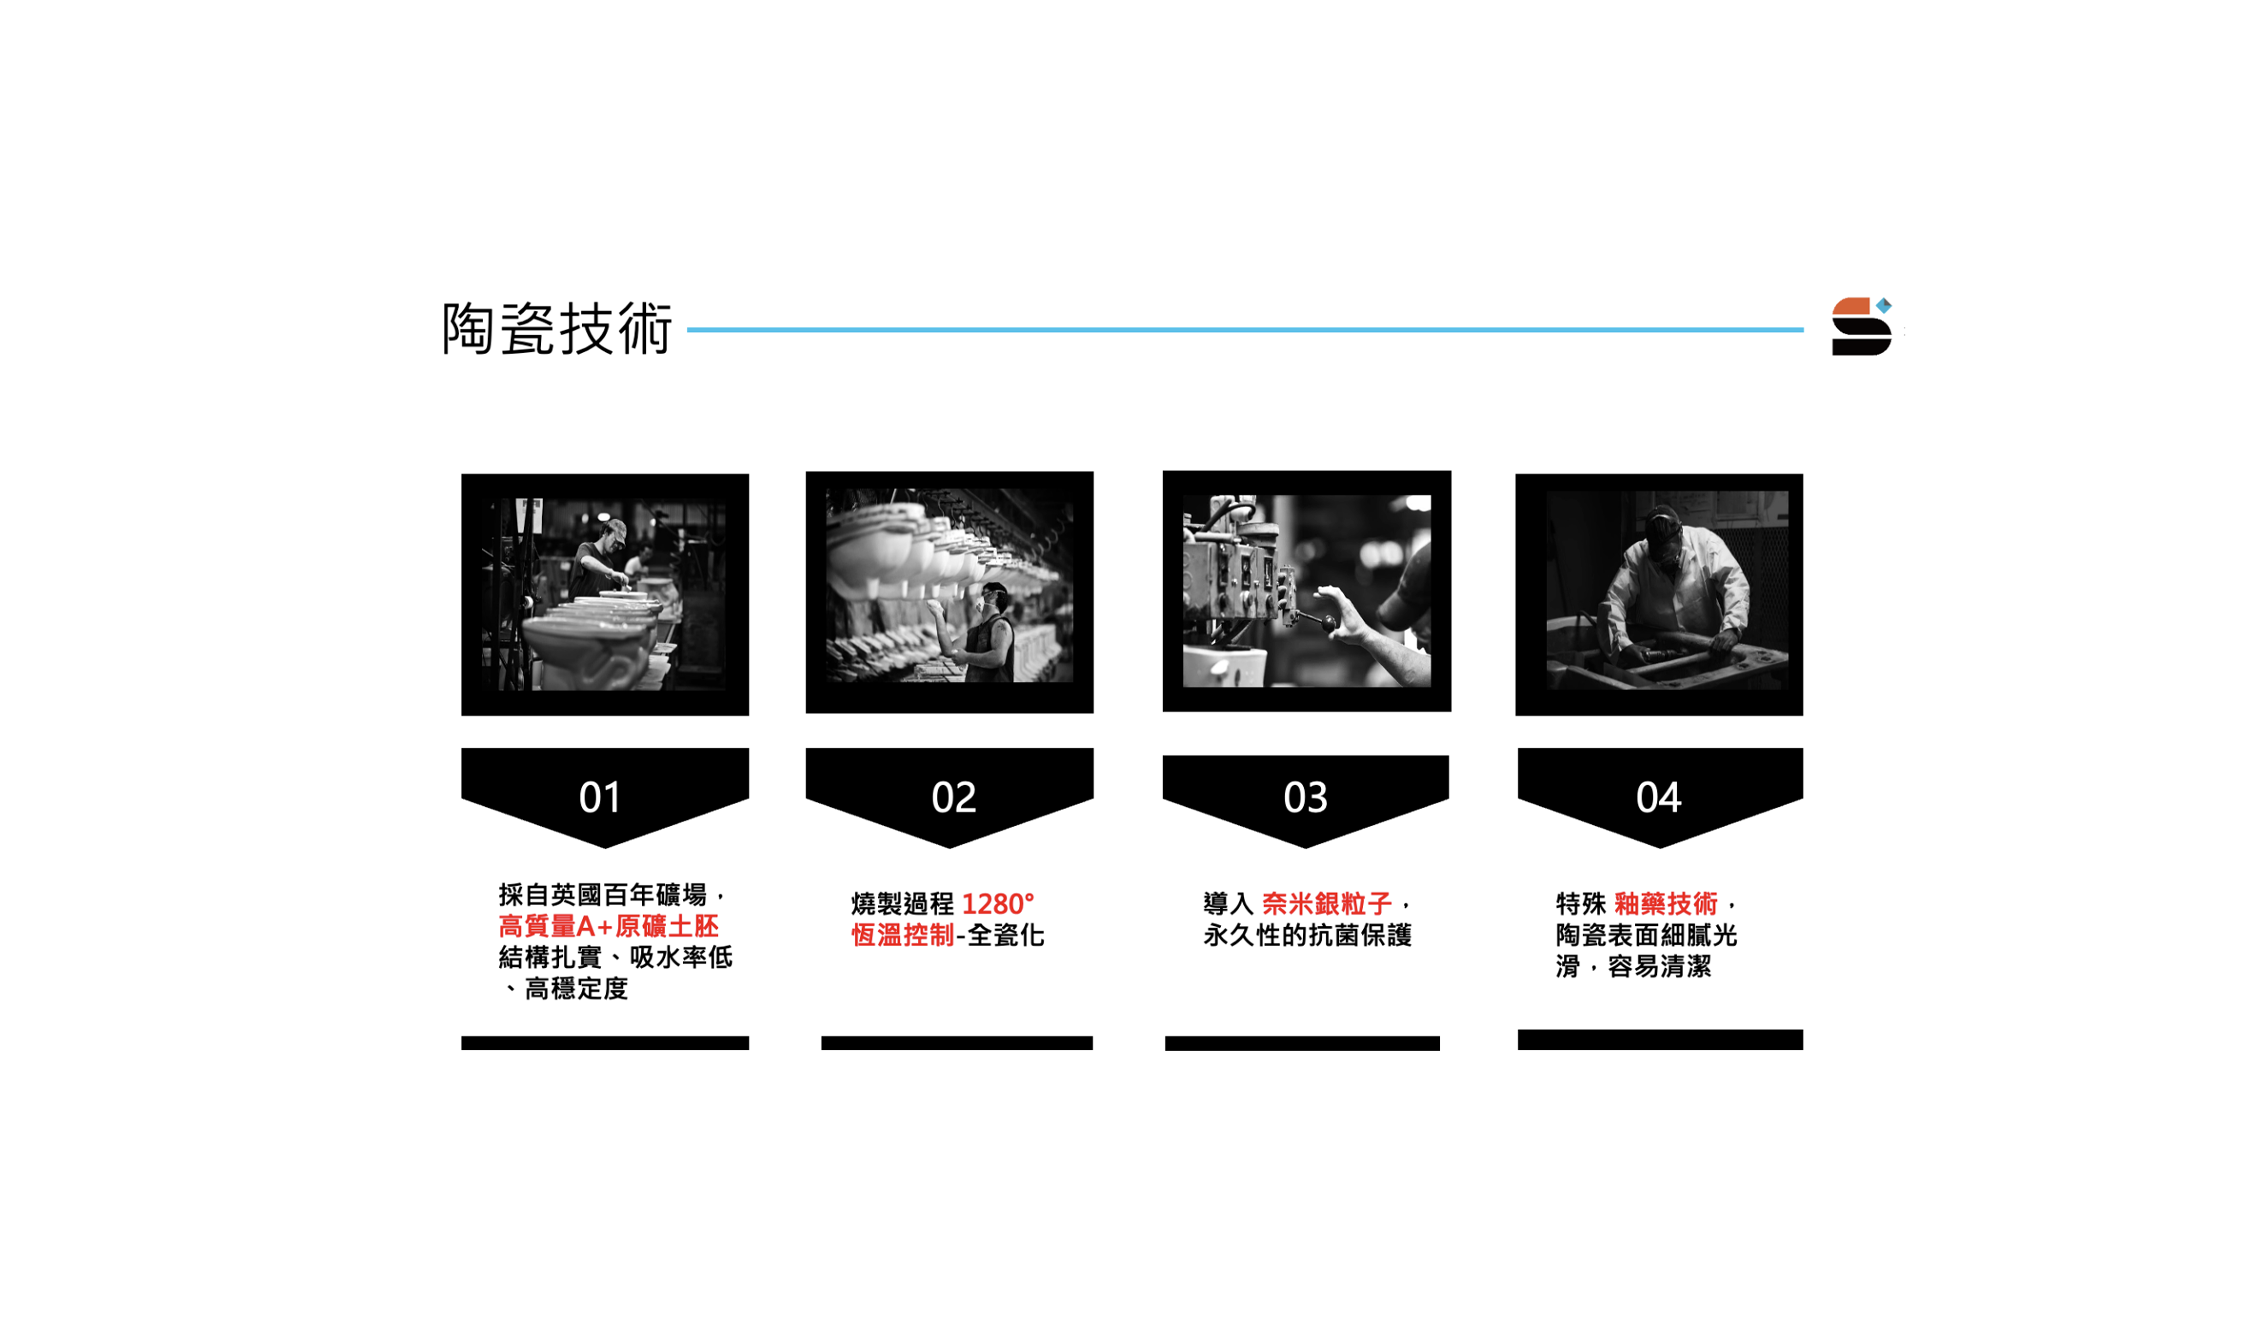 陶瓷技術
01
採自英國百年礦場，
高質量A+原礦土胚
結構扎實、吸水率低
、高穩定度
02
燒製過程 1280°
恆溫控制-全瓷化
03
導入 奈米銀粒子，
永久性的抗菌保護
04
特殊 釉藥技術，
陶瓷表面細膩光
滑，容易清潔